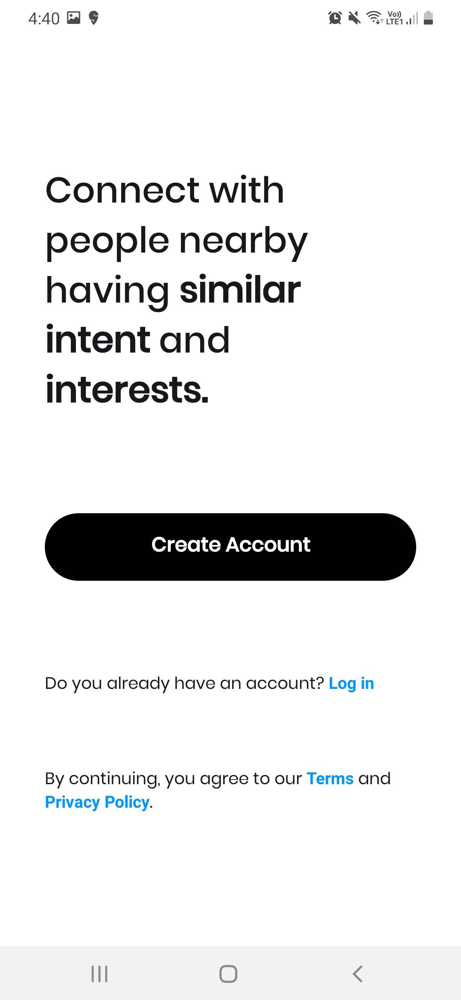 4:40
Vo))
LTE1
Connect with
people nearby
having similar
intent and
interests.
Create Account
Do you already have an account? Log in
By continuing, you agree to our Terms and
Privacy Policy.